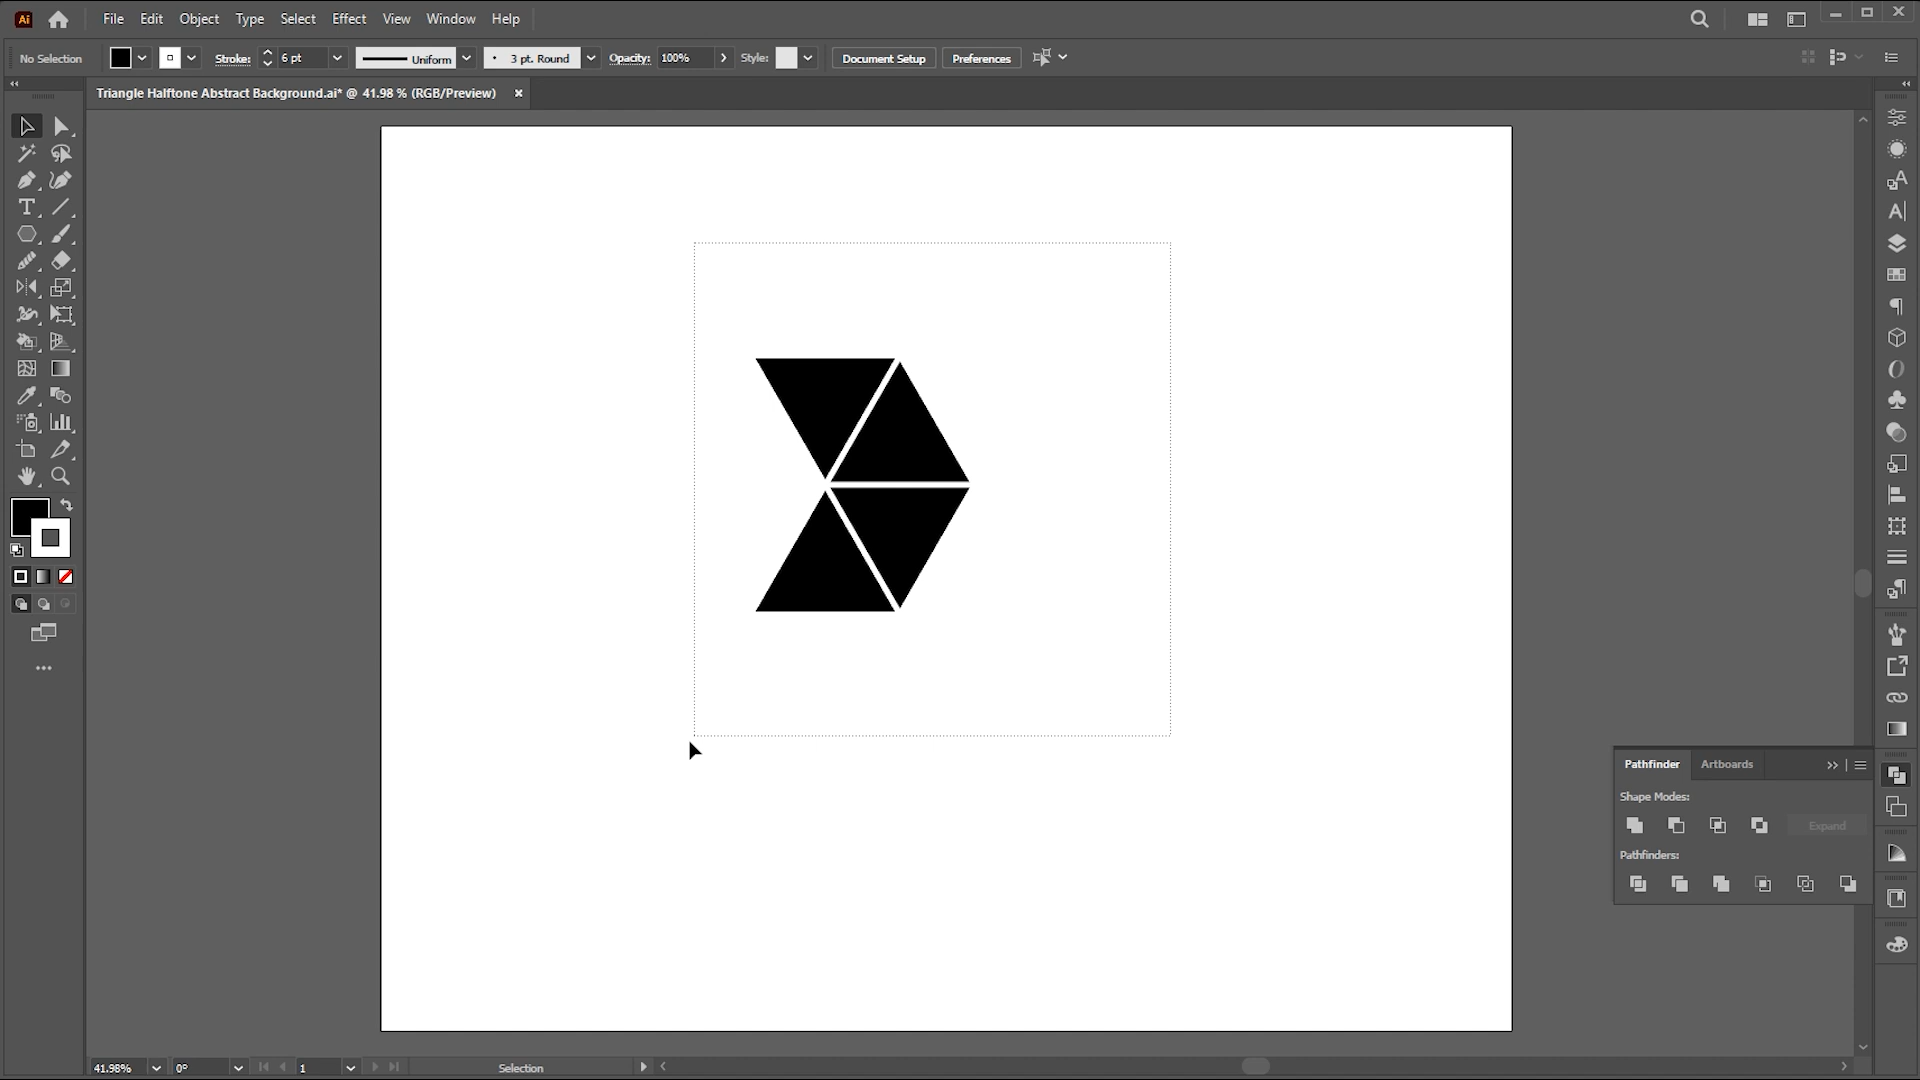 Ai File Edit Object Type Select Effect View Window Help
No Selection Stroke: 6 pt Uniform 3 pt. Round Opacity: 100% Style: Document Setup Preferences
Triangle Halftone Abstract Background.ai* @ 41.98 % (RGB/Preview)
Pathfinder Artboards
Shape Modes:
Expand
Pathfinders:
41.98% 0° 1 Selection